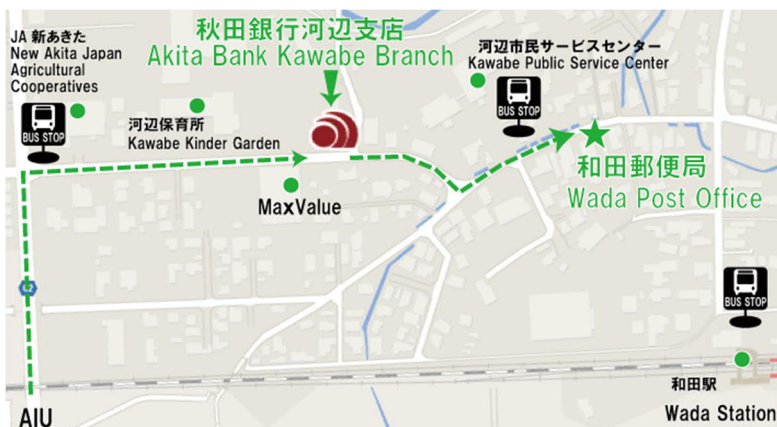 JA 新あきた
New Akita Japan
Agricultural
Cooperatives
BUS STOP
河辺保育所
Kawabe Kinder Garden
秋田銀行河辺支店
Akita Bank Kawabe Branch
河辺市民サービスセンター
Kawabe Public Service Center
BUS STOP
和田郵便局
Wada Post Office
MaxValue
62
BUS STOP
和田駅
Wada Station
AIU